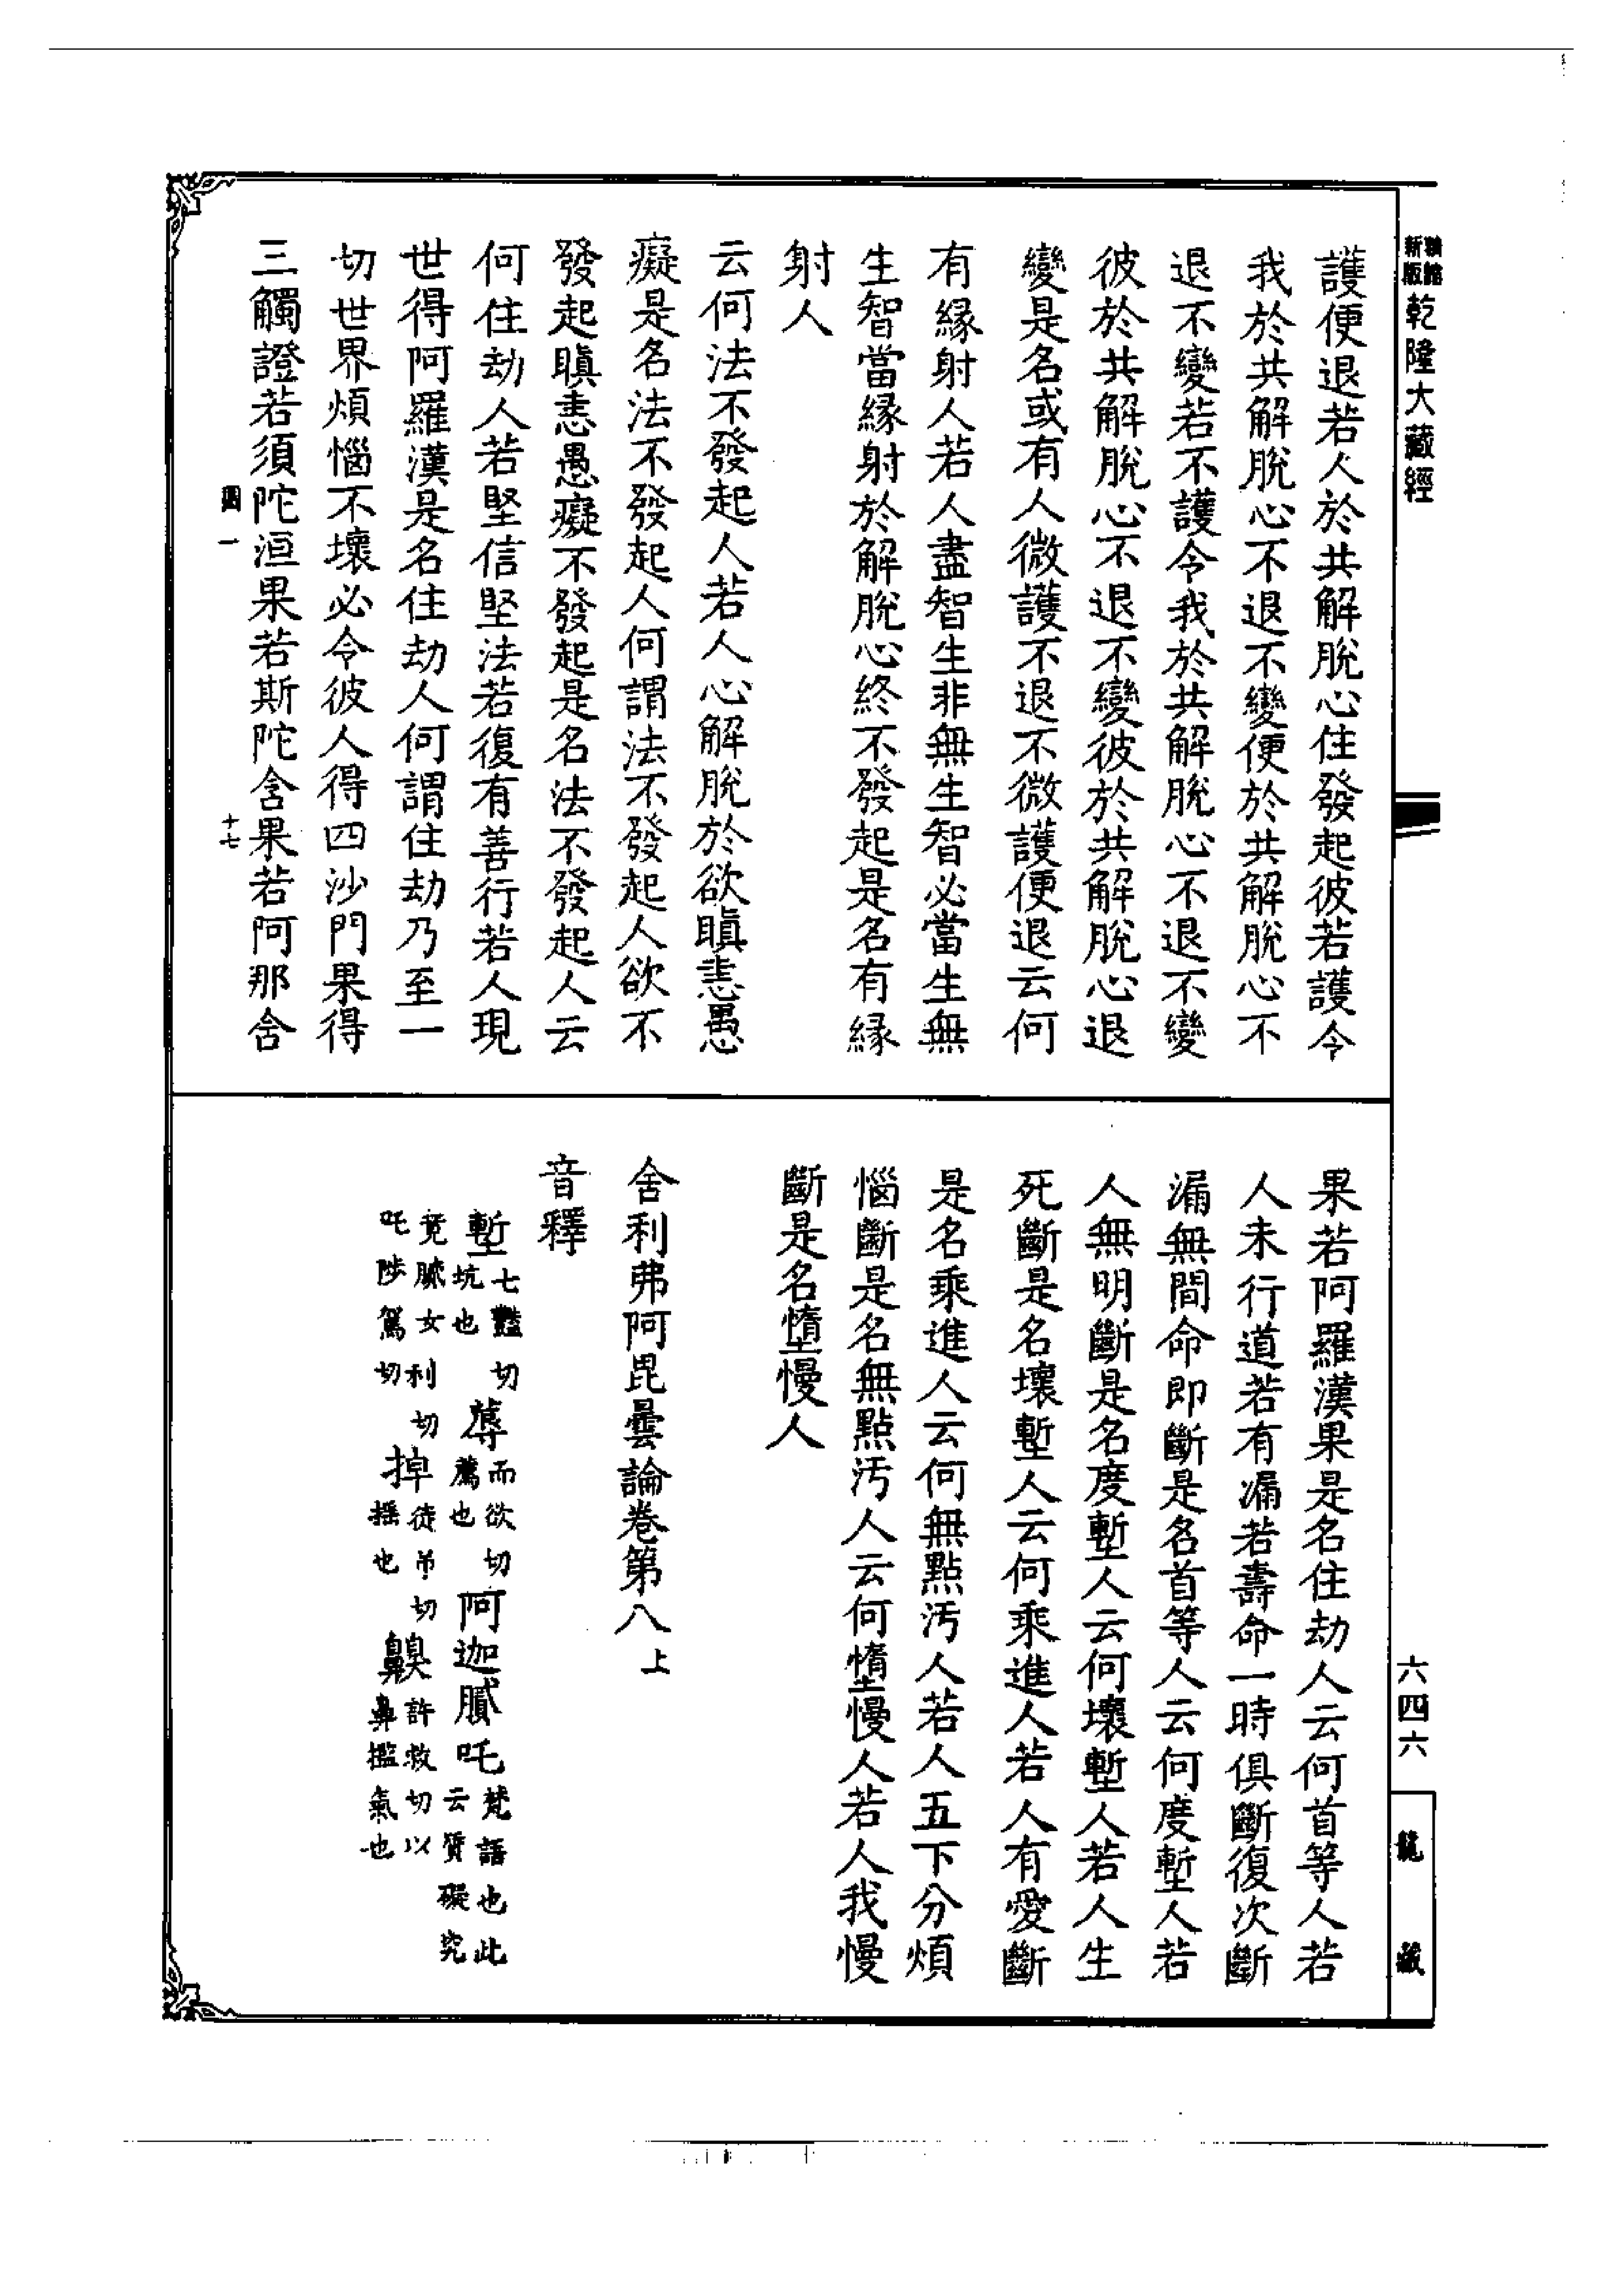 新版
乾隆大藏經
護便退若人於共解脫心住發起彼若護令
我於共解脫心不退不變便於共解脫心不
退不變若不護令我於共解脫心不退不變
彼於共解脫心不退不變彼於共解脫心退
變是名或有人微護不退不微護便退云何
有緣射人若人盡智生非無生智必當生無
生智當緣射於解脫心終不發起是名有緣
射人
云何法不發起人若人心解脫於欲瞋恚愚
癡是名法不發起人何謂法不發起人欲不
發起瞋恚愚癡不發起是名法不發起人云
何住劫人若堅信堅法若復有善行若人現
世得阿羅漢是名住劫人何謂住劫乃至一
切世界煩惱不壞必令彼人得四沙門果得
三觸證若須陀洹果若斯陀含果若阿那含
一
十七
果若阿羅漢果是名住劫人云何首等人若
人未行道若有漏若壽命一時俱斷復次斷
漏無間命即斷是名首等人云何度塹人若
人無明斷是名度塹人云何壞塹人若人生
死斷是名壞塹人云何乘進人若人有愛斷
是名乘進人云何無點汚人若人五下分煩
惱斷是名無點汚人云何憜慢人若人我慢
斷是名憜慢人
舍利弗阿毘曇論卷第八上
音釋
塹七豔切坑也 蓐而欲切薦也 阿迦膩吒梵語也此云質礙究竟膩女利切吒陟駕切 掉徒弔切搖也 齅許救切以鼻搵氣也
六四六
龍藏